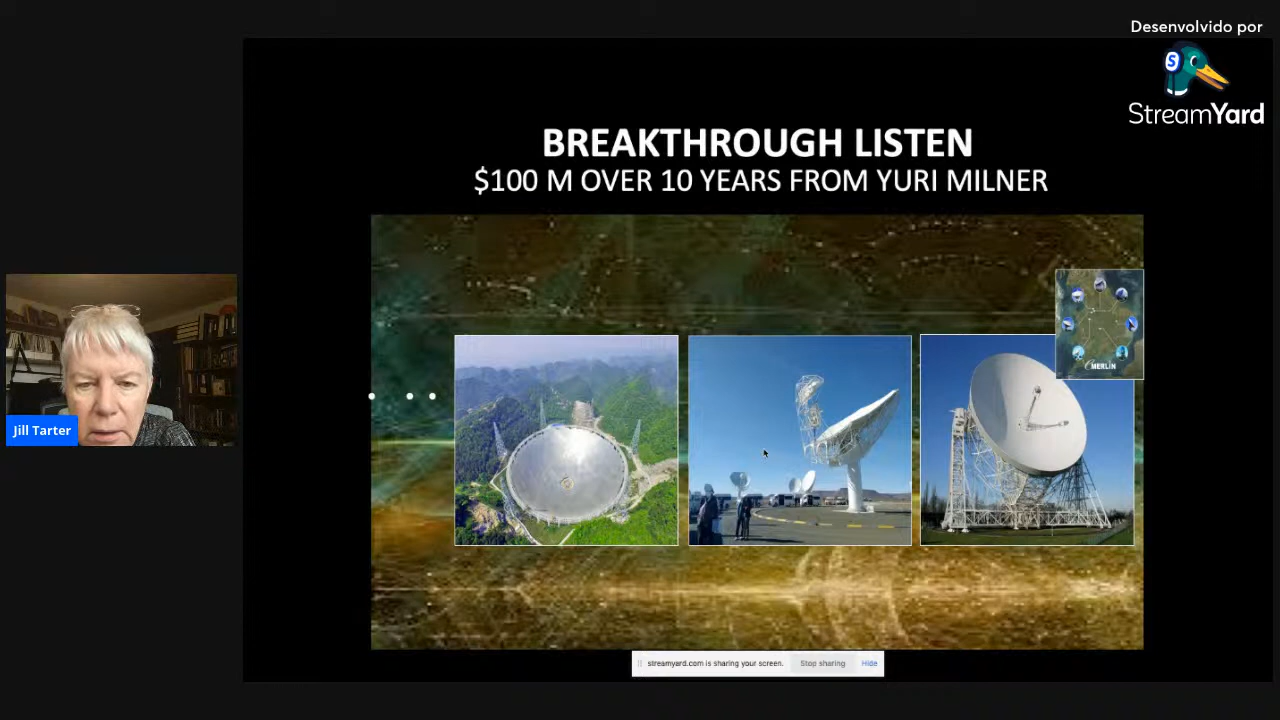 Desenvolvido por
StreamYard
BREAKTHROUGH LISTEN
$100 M OVER 10 YEARS FROM YURI MILNER
MERLIN
Jill Tarter
streamyard.com is sharing your screen. Stop sharing Hide